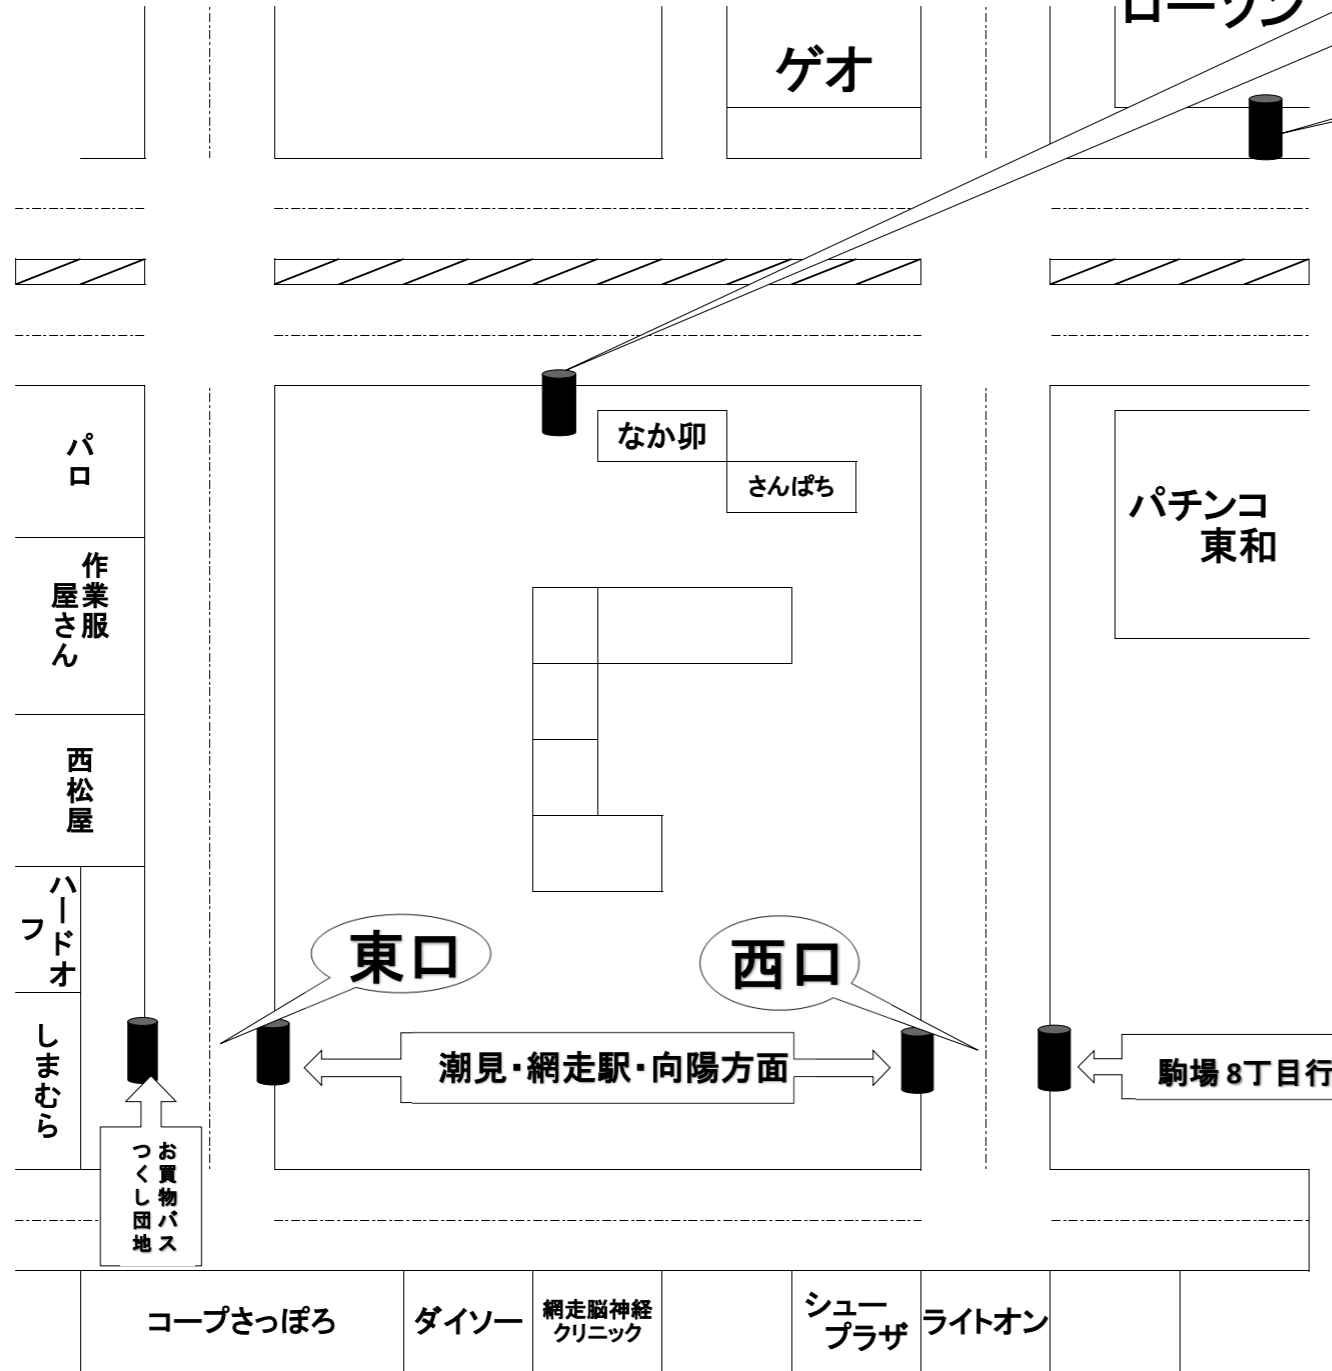 ローソン
ゲオ
なか卯
さんぱち
パロ
パチンコ
東和
作業服
屋さん
西松屋
ハードオ
フ
東口
西口
しまむら
潮見・網走駅・向陽方面
駒場8丁目行
お買物バス
つくし団地
コープさっぽろ
ダイソー
網走脳神経
クリニック
シュー
プラザ
ライトオン